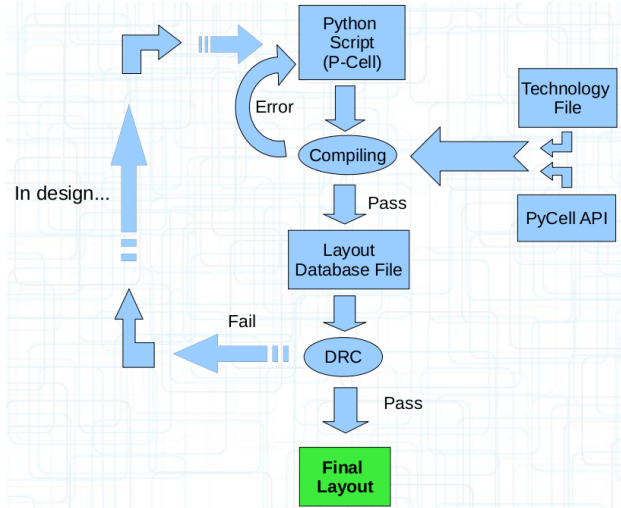 Python
Script
(P-Cell)
Technology
File
Error
Compiling
In design...
Pass
PyCell API
Layout
Database File
Fail
DRC
Pass
Final
Layout